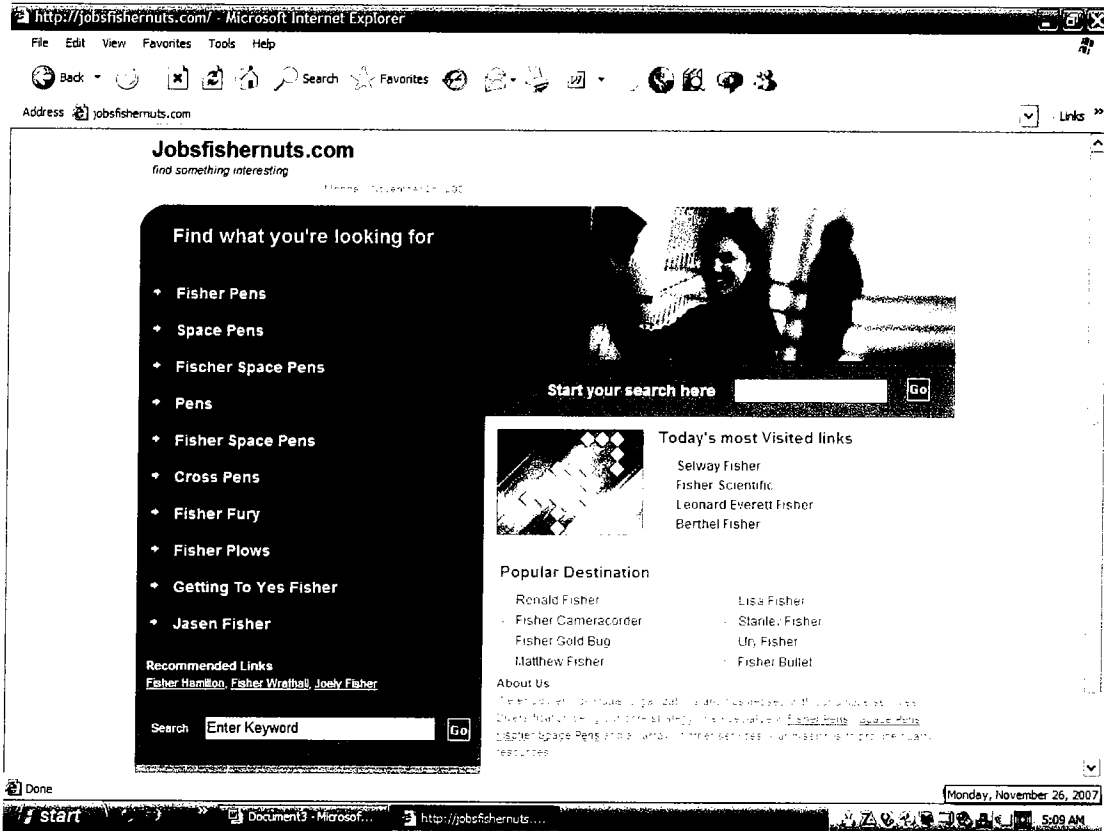 http://jobsfishernuts.com/ - Microsoft Internet Explorer
File Edit View Favorites Tools Help
Back Search Favorites
Address jobsfishernuts.com Links »
Jobsfishernuts.com
find something interesting
Find what you're looking for
Fisher Pens
Space Pens
Fischer Space Pens
Pens
Fisher Space Pens
Cross Pens
Fisher Fury
Fisher Plows
Getting To Yes Fisher
Jasen Fisher
Recommended Links
Fisher Hamilton, Fisher Wrathall, Joely Fisher
Search Enter Keyword Go
Start your search here Go
Today's most Visited links
Selway Fisher
Fisher Scientific
Leonard Everett Fisher
Berthel Fisher
Popular Destination
Ronald Fisher Lisa Fisher
Fisher Cameracorder Stanley Fisher
Fisher Gold Bug Ury Fisher
Matthew Fisher Fisher Bullet
About Us
Fisher Pens Space Pens
Fischer Space Pens
resources
Done
Monday, November 26, 2007
start Document3 - Microsof... http://jobsfishernuts.... 5:09 AM